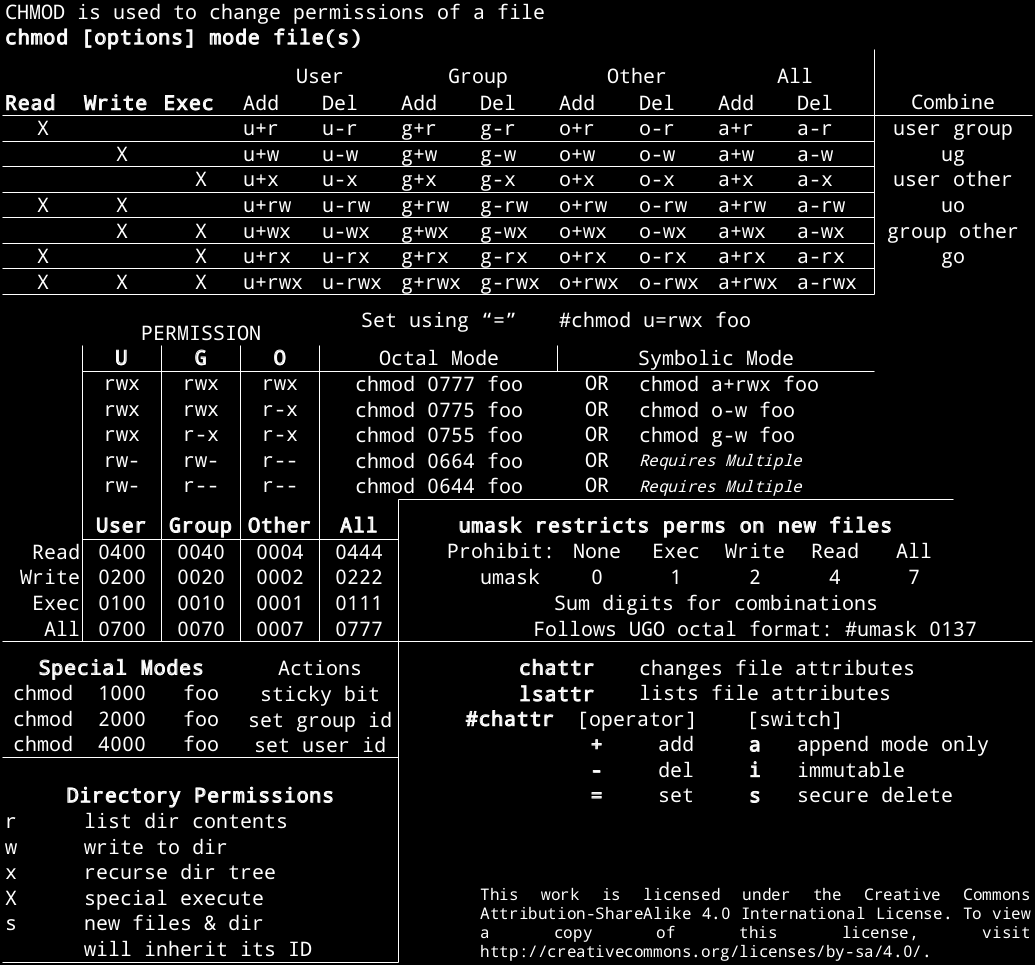 CHMOD is used to change permissions of a file
chmod [options] mode file(s)
User Group Other All
Read Write Exec Add Del Add Del Add Del Add Del Combine
X u+r u-r g+r g-r o+r o-r a+r a-r user group
X u+w u-w g+w g-w o+w o-w a+w a-w ug
X u+x u-x g+x g-x o+x o-x a+x a-x user other
X X u+rw u-rw g+rw g-rw o+rw o-rw a+rw a-rw uo
X X u+wx u-wx g+wx g-wx o+wx o-wx a+wx a-wx group other
X X u+rx u-rx g+rx g-rx o+rx o-rx a+rx a-rx go
X X X u+rwx u-rwx g+rwx g-rwx o+rwx o-rwx a+rwx a-rwx
Set using “=” #chmod u=rwx foo
PERMISSION
U G O Octal Mode Symbolic Mode
rwx rwx rwx chmod 0777 foo OR chmod a+rwx foo
rwx rwx r-x chmod 0775 foo OR chmod o-w foo
rwx r-x r-x chmod 0755 foo OR chmod g-w foo
rw- rw- r-- chmod 0664 foo OR Requires Multiple
rw- r-- r-- chmod 0644 foo OR Requires Multiple
User Group Other All
Read 0400 0040 0004 0444
Write 0200 0020 0002 0222
Exec 0100 0010 0001 0111
All 0700 0070 0007 0777
umask restricts perms on new files
Prohibit: None Exec Write Read All
umask 0 1 2 4 7
Sum digits for combinations
Follows UGO octal format: #umask 0137
Special Modes Actions
chmod 1000 foo sticky bit
chmod 2000 foo set group id
chmod 4000 foo set user id
chattr changes file attributes
lsattr lists file attributes
#chattr [operator] [switch]
+ add a append mode only
- del i immutable
= set s secure delete
Directory Permissions
r list dir contents
w write to dir
x recurse dir tree
X special execute
s new files & dir
will inherit its ID
This work is licensed under the Creative Commons
Attribution-ShareAlike 4.0 International License. To view
a copy of this license, visit
http://creativecommons.org/licenses/by-sa/4.0/.